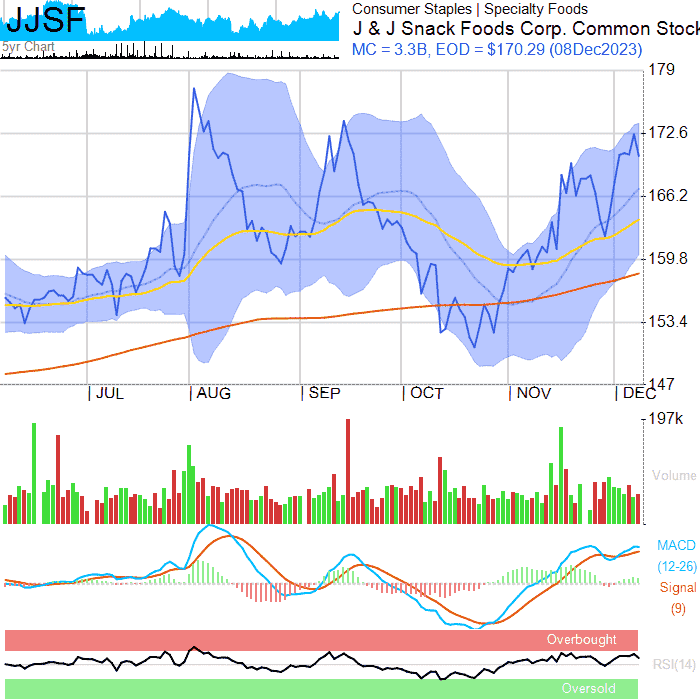 JJSF
5yr Chart
Consumer Staples | Specialty Foods
J & J Snack Foods Corp. Common Stock
MC = 3.3B, EOD = $170.29 (08Dec2023)
179
172.6
166.2
159.8
153.4
147
JUL AUG SEP OCT NOV DEC
197k
Volume
MACD
(12-26)
Signal
(9)
Overbought
RSI(14)
Oversold